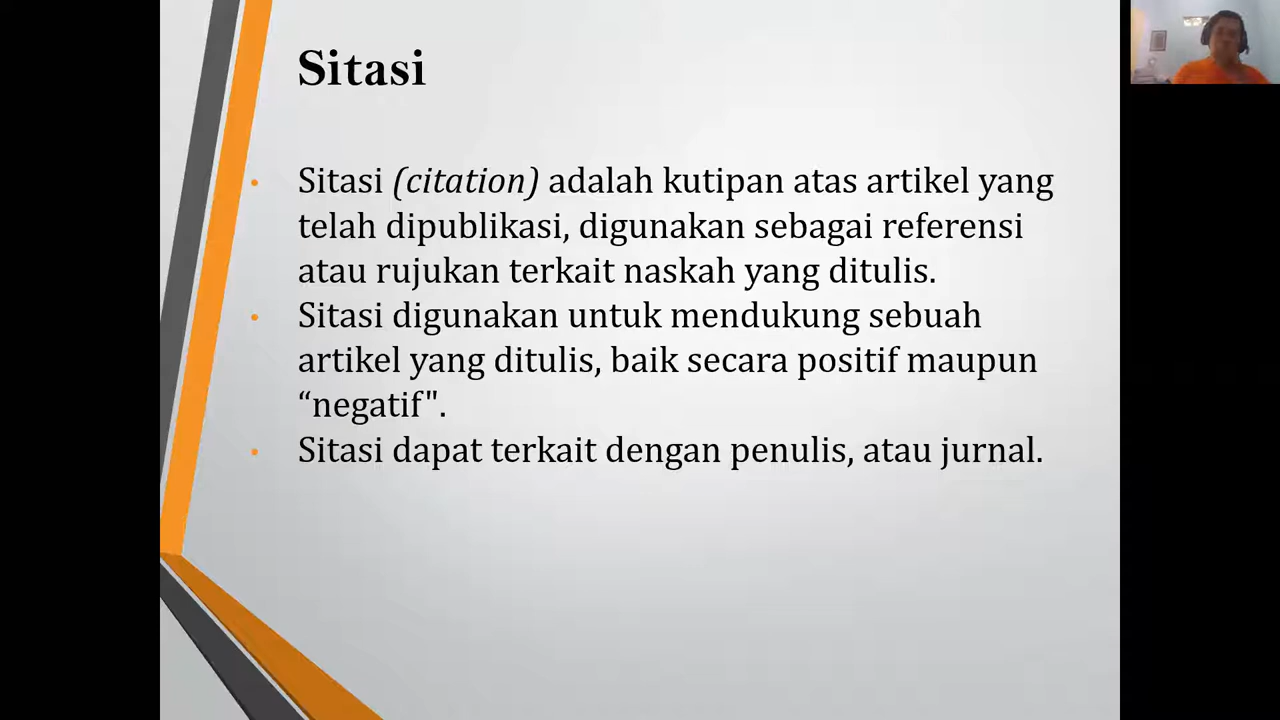 Sitasi
• Sitasi (citation) adalah kutipan atas artikel yang
telah dipublikasi, digunakan sebagai referensi
atau rujukan terkait naskah yang ditulis.
• Sitasi digunakan untuk mendukung sebuah
artikel yang ditulis, baik secara positif maupun
“negatif".
• Sitasi dapat terkait dengan penulis, atau jurnal.